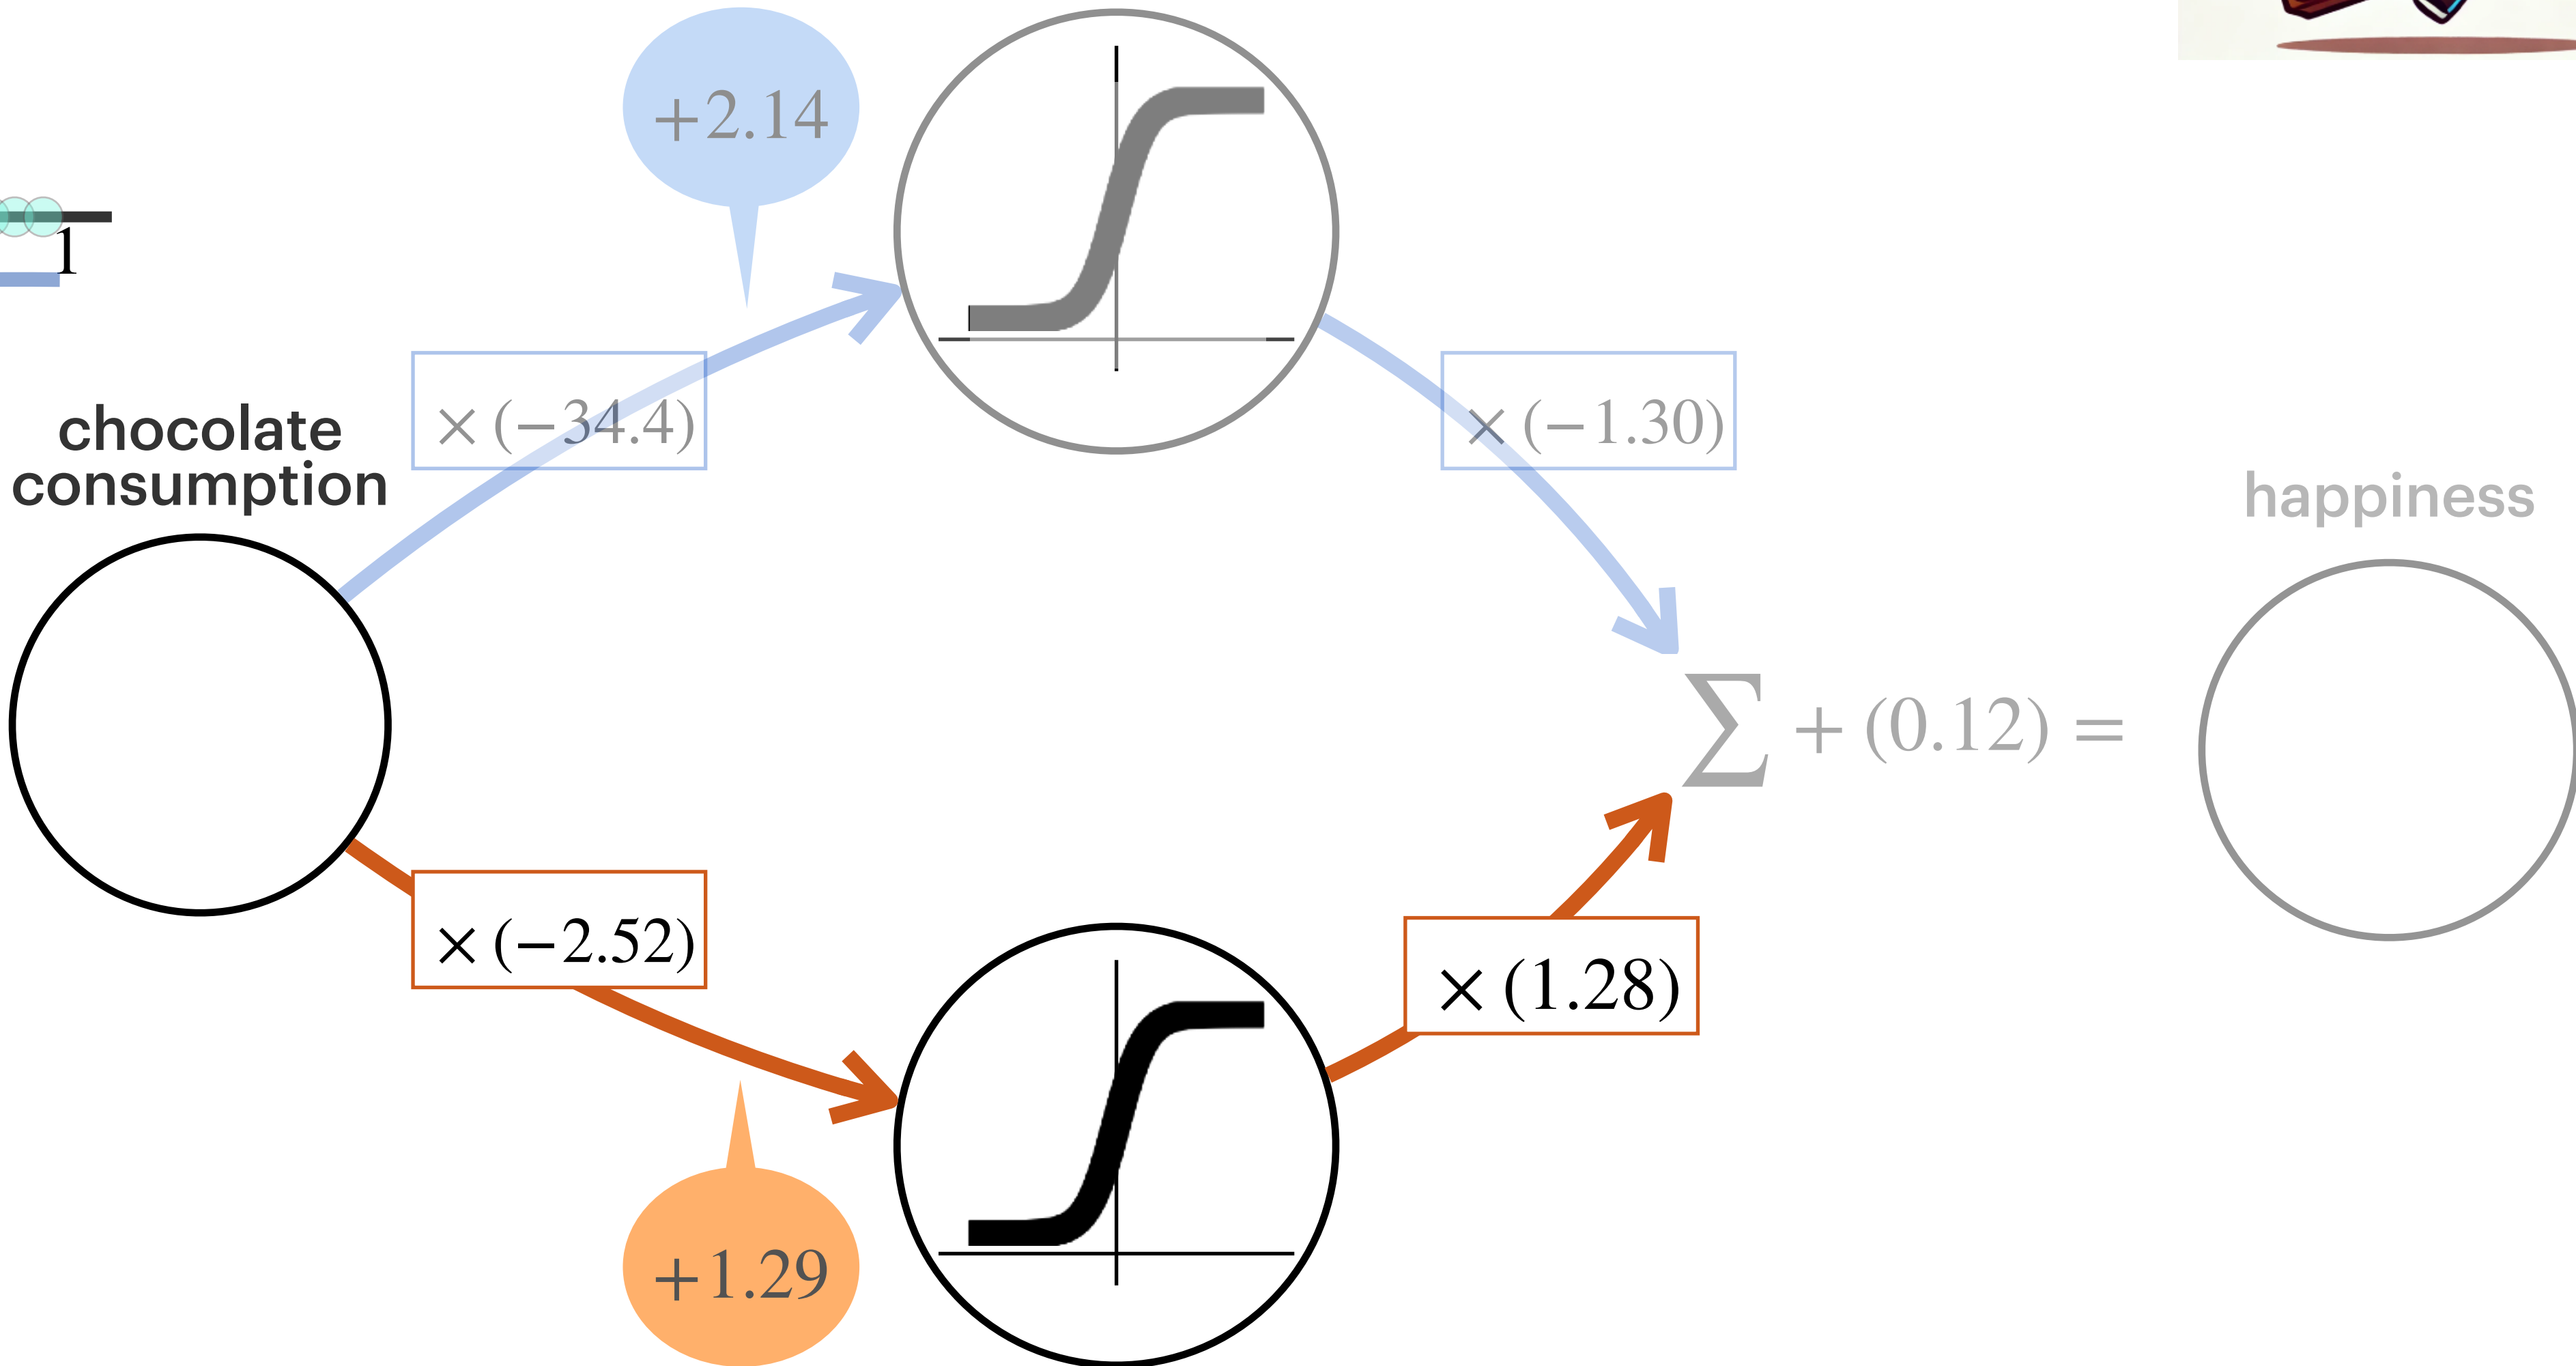 +2.14
1
× (−34.4)
× (−1.30)
chocolate
consumption
happiness
∑ + (0.12) =
× (−2.52)
× (1.28)
+1.29